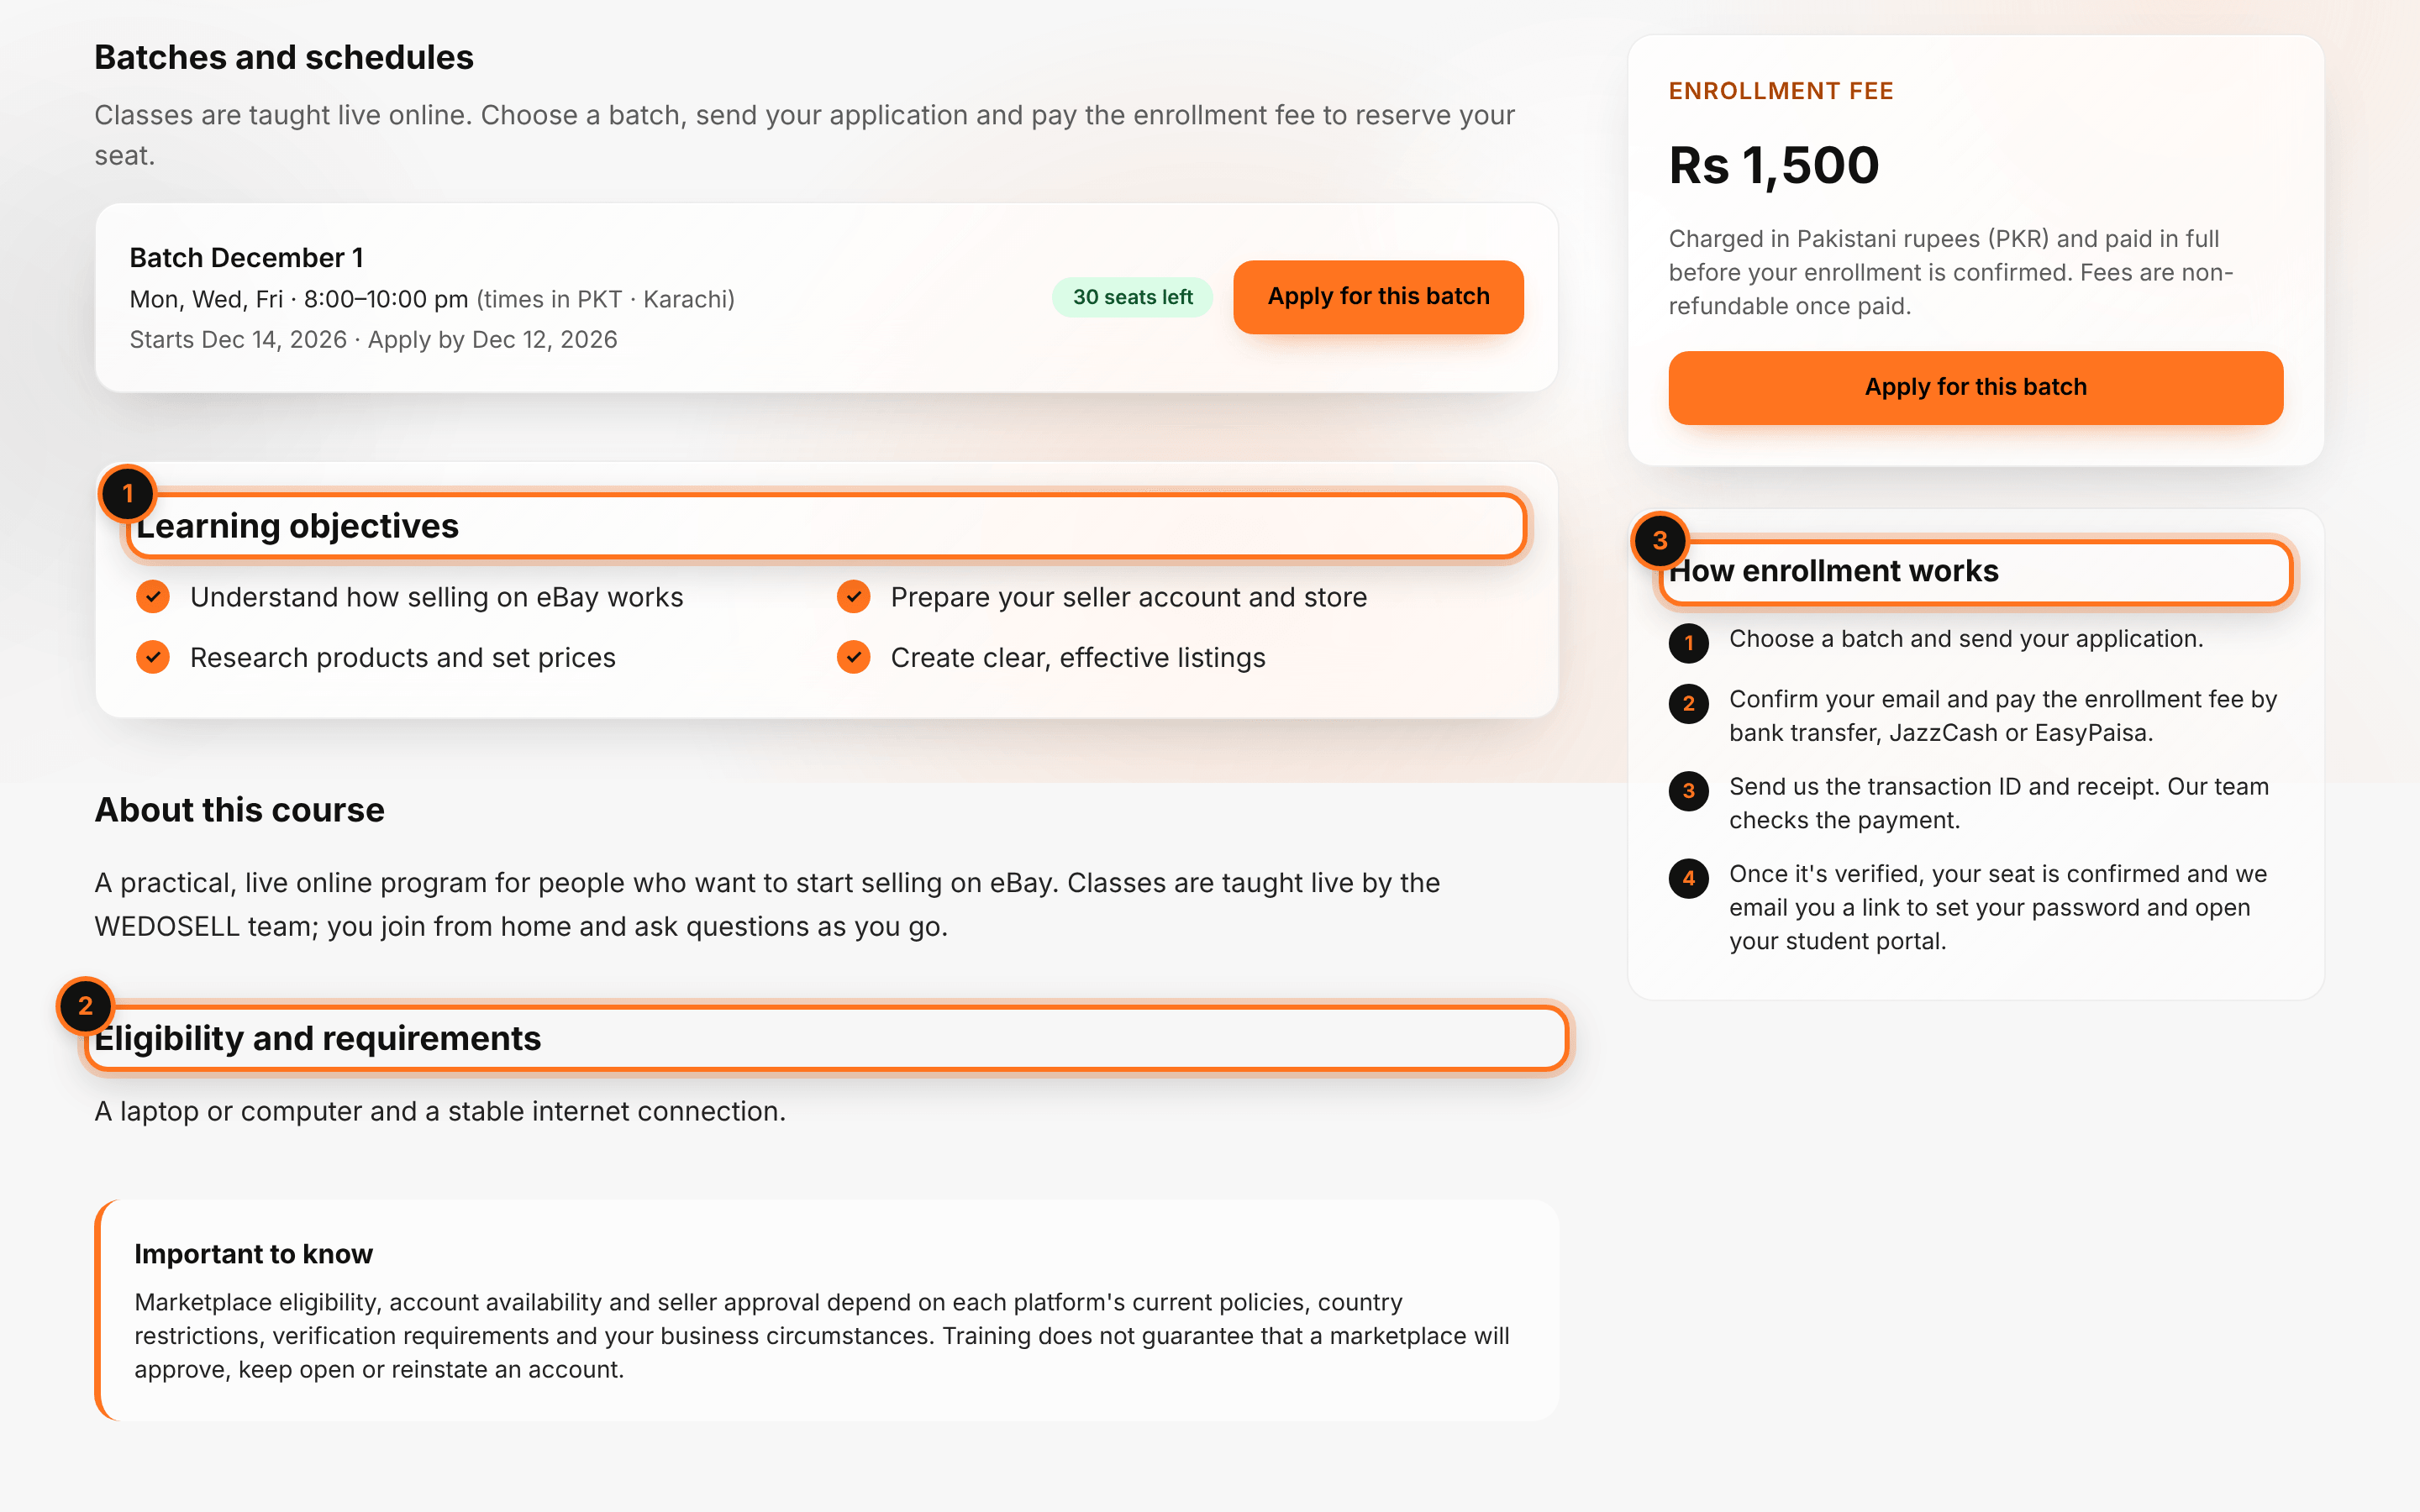 Batches and schedules
Classes are taught live online. Choose a batch, send your application and pay the enrollment fee to reserve your
seat.
Batch December 1
Mon, Wed, Fri · 8:00–10:00 pm (times in PKT · Karachi)
Starts Dec 14, 2026 · Apply by Dec 12, 2026
30 seats left
Apply for this batch
1
Learning objectives
Understand how selling on eBay works
Prepare your seller account and store
Research products and set prices
Create clear, effective listings
About this course
A practical, live online program for people who want to start selling on eBay. Classes are taught live by the
WEDOSELL team; you join from home and ask questions as you go.
2
Eligibility and requirements
A laptop or computer and a stable internet connection.
Important to know
Marketplace eligibility, account availability and seller approval depend on each platform's current policies, country
restrictions, verification requirements and your business circumstances. Training does not guarantee that a marketplace will
approve, keep open or reinstate an account.
ENROLLMENT FEE
Rs 1,500
Charged in Pakistani rupees (PKR) and paid in full
before your enrollment is confirmed. Fees are non-
refundable once paid.
Apply for this batch
3
How enrollment works
1 Choose a batch and send your application.
2 Confirm your email and pay the enrollment fee by
bank transfer, JazzCash or EasyPaisa.
3 Send us the transaction ID and receipt. Our team
checks the payment.
4 Once it's verified, your seat is confirmed and we
email you a link to set your password and open
your student portal.